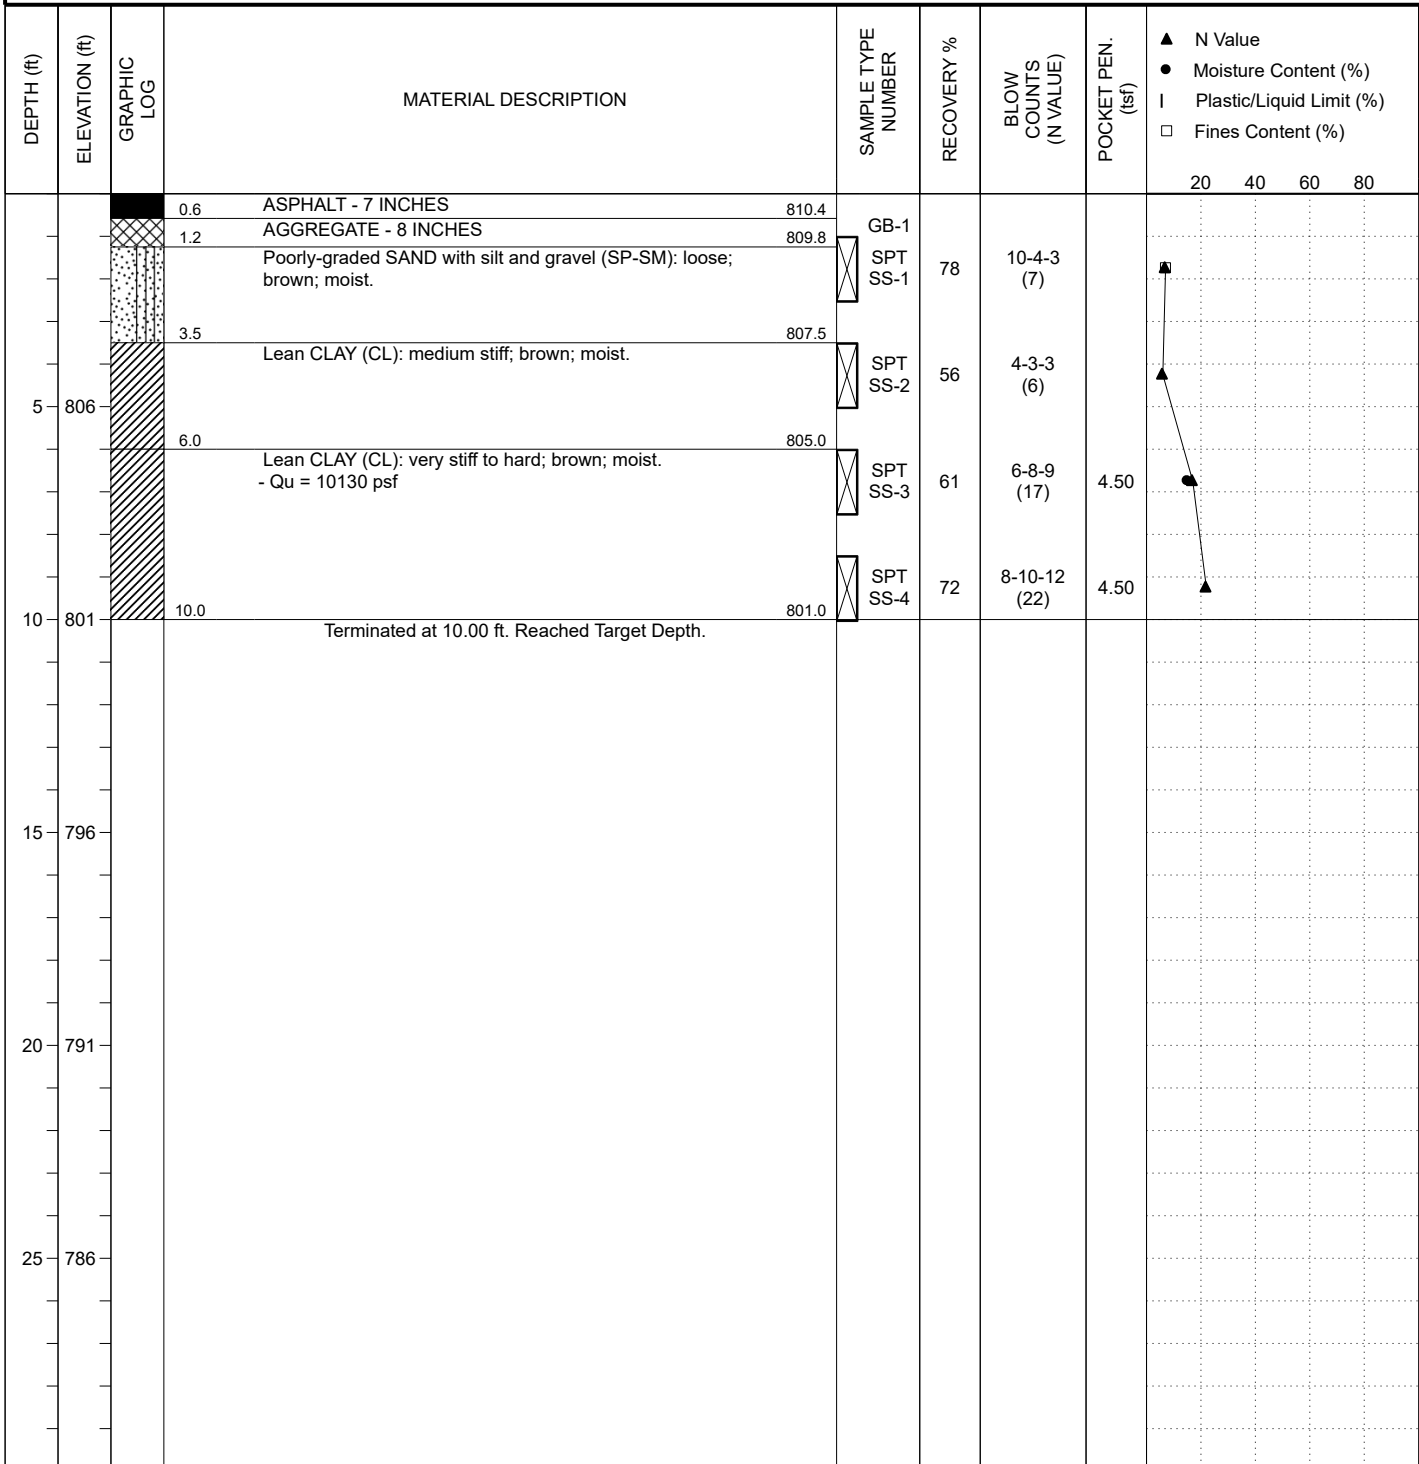 DEPTH (ft)
ELEVATION (ft)
GRAPHIC
LOG
MATERIAL DESCRIPTION
SAMPLE TYPE
NUMBER
RECOVERY %
BLOW
COUNTS
(N VALUE)
POCKET PEN.
(tsf)
N Value
Moisture Content (%)
Plastic/Liquid Limit (%)
Fines Content (%)
20 40 60 80
0.6 ASPHALT - 7 INCHES 810.4
GB-1
1.2 AGGREGATE - 8 INCHES 809.8
Poorly-graded SAND with silt and gravel (SP-SM): loose;
brown; moist.
SPT
SS-1
78
10-4-3
(7)
3.5 807.5
Lean CLAY (CL): medium stiff; brown; moist.
SPT
SS-2
56
4-3-3
(6)
5 806
6.0 805.0
Lean CLAY (CL): very stiff to hard; brown; moist.
- Qu = 10130 psf
SPT
SS-3
61
6-8-9
(17)
4.50
SPT
SS-4
72
8-10-12
(22)
4.50
10.0 801.0
10 801
Terminated at 10.00 ft. Reached Target Depth.
15 796
20 791
25 786